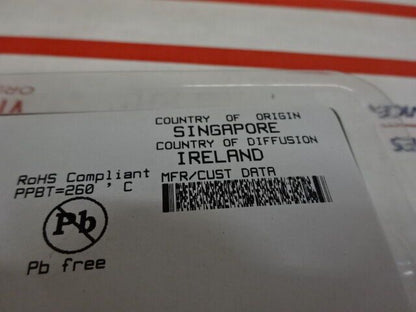 COUNTRY OF ORIGIN
SINGAPORE
COUNTRY OF DIFFUSION
IRELAND
MFR/CUST DATA
RoHS Compliant
PPBT=260 'C
Pb
Pb free